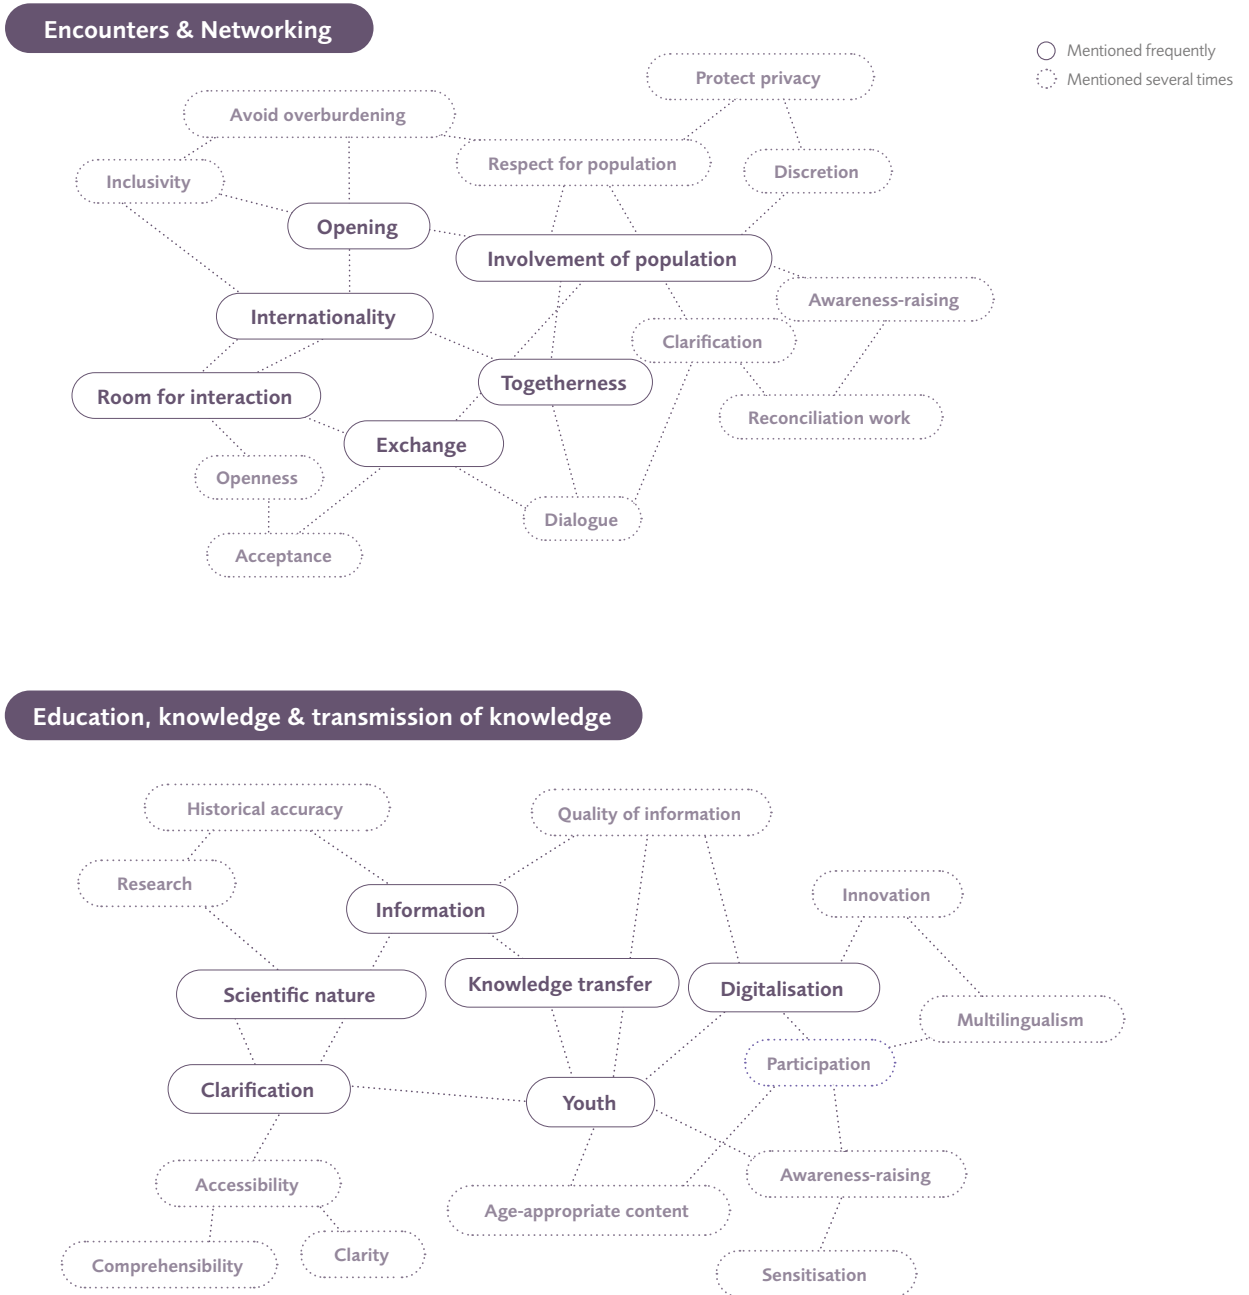 Encounters & Networking
Mentioned frequently
Mentioned several times
Protect privacy
Avoid overburdening
Respect for population
Discretion
Inclusivity
Opening
Involvement of population
Awareness-raising
Internationality
Clarification
Togetherness
Room for interaction
Reconciliation work
Exchange
Openness
Dialogue
Acceptance
Education, knowledge & transmission of knowledge
Historical accuracy
Quality of information
Research
Innovation
Information
Knowledge transfer
Digitalisation
Scientific nature
Multilingualism
Participation
Clarification
Youth
Awareness-raising
Accessibility
Age-appropriate content
Clarity
Comprehensibility
Sensitisation